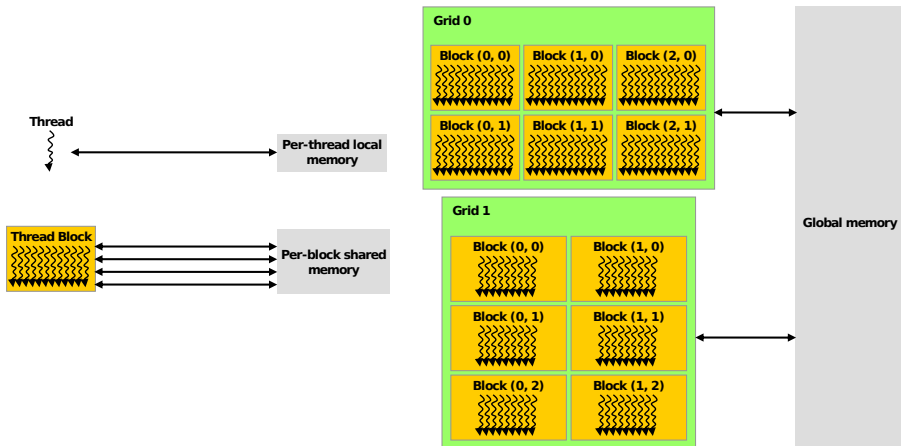 Thread
Per-thread local
memory
Thread Block
Per-block shared
memory
Grid 0
Block (0, 0)
Block (1, 0)
Block (2, 0)
Block (0, 1)
Block (1, 1)
Block (2, 1)
Grid 1
Block (0, 0)
Block (1, 0)
Block (0, 1)
Block (1, 1)
Block (0, 2)
Block (1, 2)
Global memory